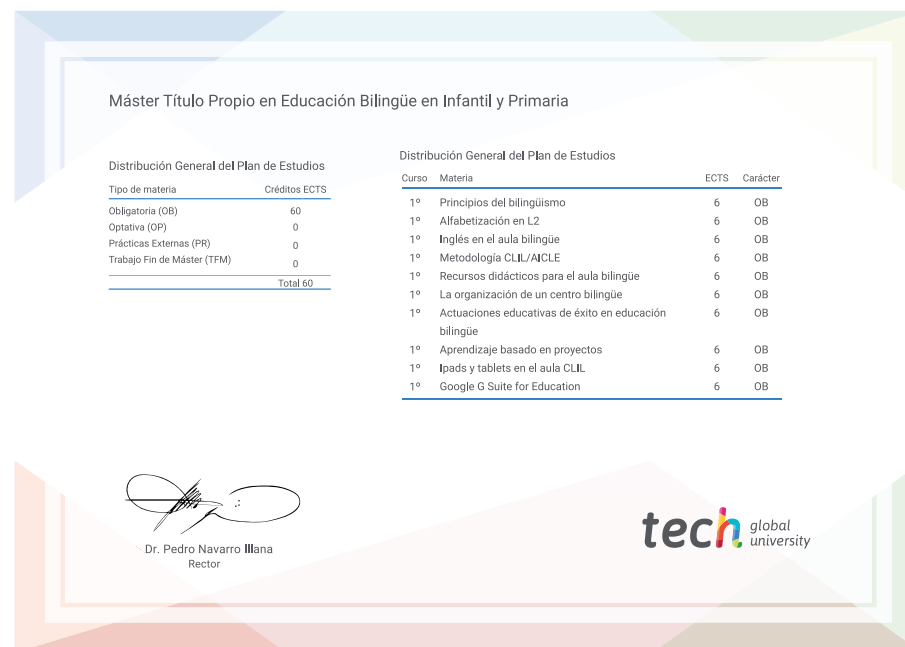 Máster Título Propio en Educación Bilingüe en Infantil y Primaria
Distribución General del Plan de Estudios
Tipo de materia Créditos ECTS
Obligatoria (OB) 60
Optativa (OP) 0
Prácticas Externas (PR) 0
Trabajo Fin de Máster (TFM) 0
Total 60
Distribución General del Plan de Estudios
Curso Materia ECTS Carácter
1º Principios del bilingüismo 6 OB
1º Alfabetización en L2 6 OB
1º Inglés en el aula bilingüe 6 OB
1º Metodología CLIL/AICLE 6 OB
1º Recursos didácticos para el aula bilingüe 6 OB
1º La organización de un centro bilingüe 6 OB
1º Actuaciones educativas de éxito en educación 6 OB
bilingüe
1º Aprendizaje basado en proyectos 6 OB
1º Ipads y tablets en el aula CLIL 6 OB
1º Google G Suite for Education 6 OB
Dr. Pedro Navarro Illana
Rector
tech global
university